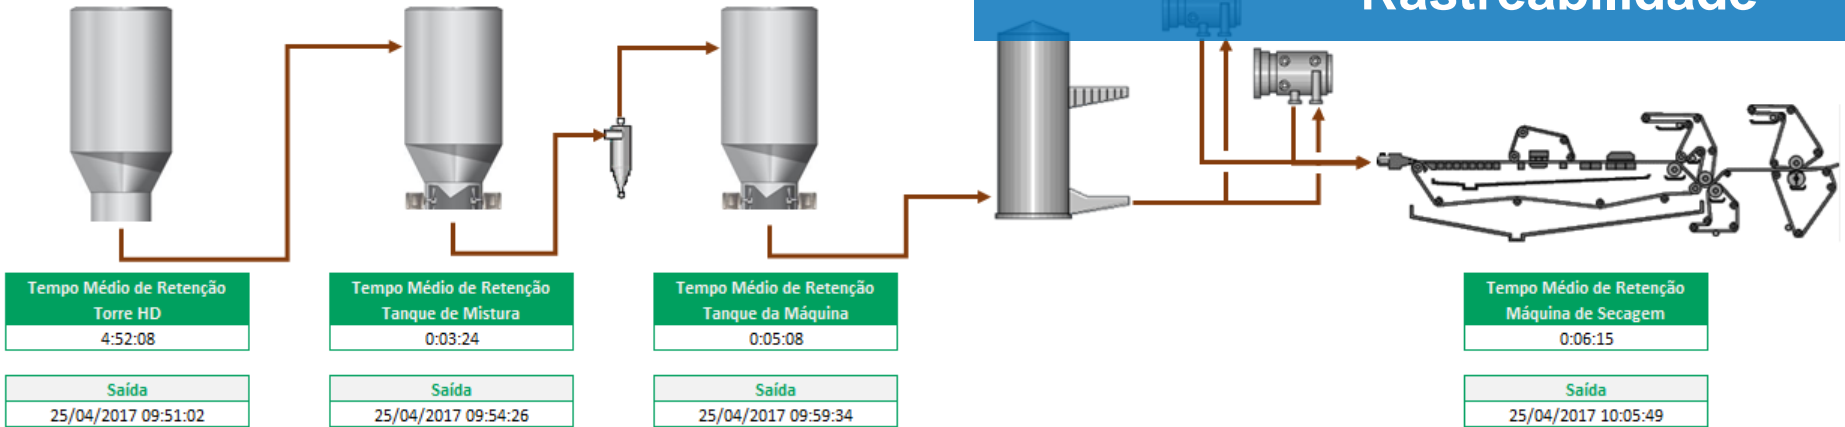 Rastreabilidade
Tempo Médio de Retenção
Torre HD
4:52:08
Saída
25/04/2017 09:51:02
Tempo Médio de Retenção
Tanque de Mistura
0:03:24
Saída
25/04/2017 09:54:26
Tempo Médio de Retenção
Tanque da Máquina
0:05:08
Saída
25/04/2017 09:59:34
Tempo Médio de Retenção
Máquina de Secagem
0:06:15
Saída
25/04/2017 10:05:49